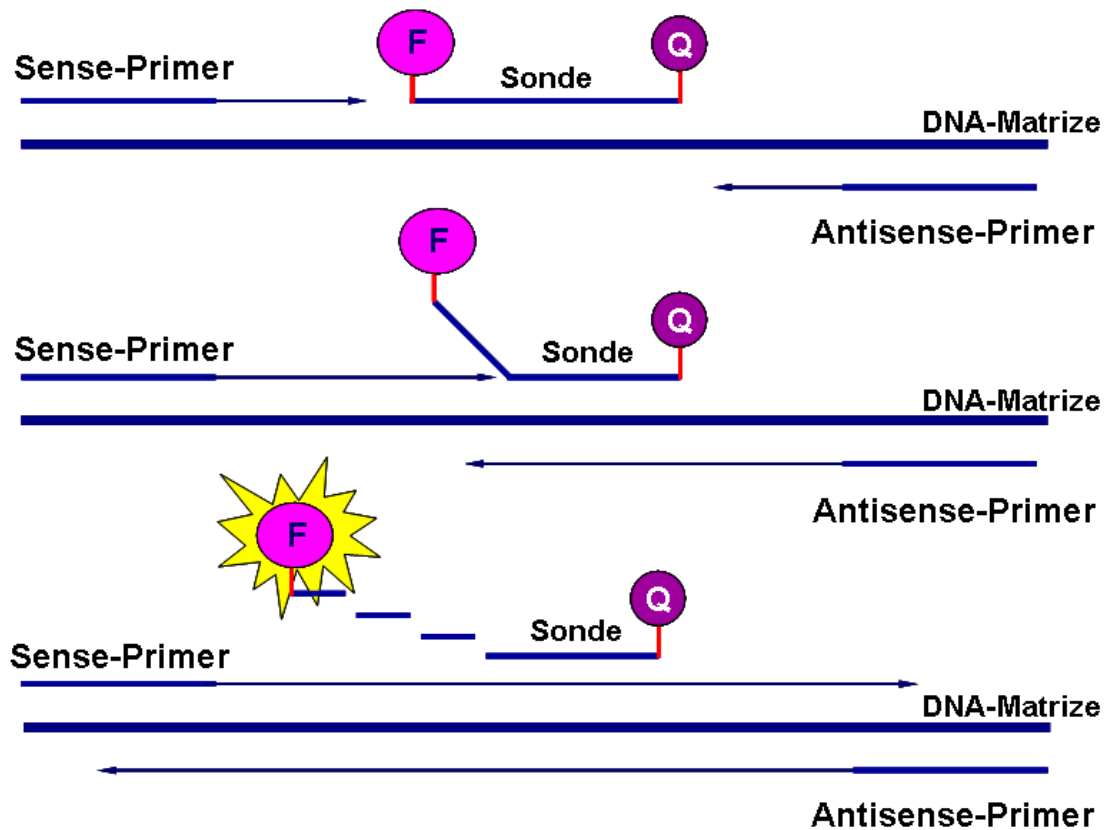 F
Q
Sense-Primer
Sonde
DNA-Matrize
Antisense-Primer
F
Q
Sense-Primer
Sonde
DNA-Matrize
Antisense-Primer
F
Q
Sonde
Sense-Primer
DNA-Matrize
Antisense-Primer